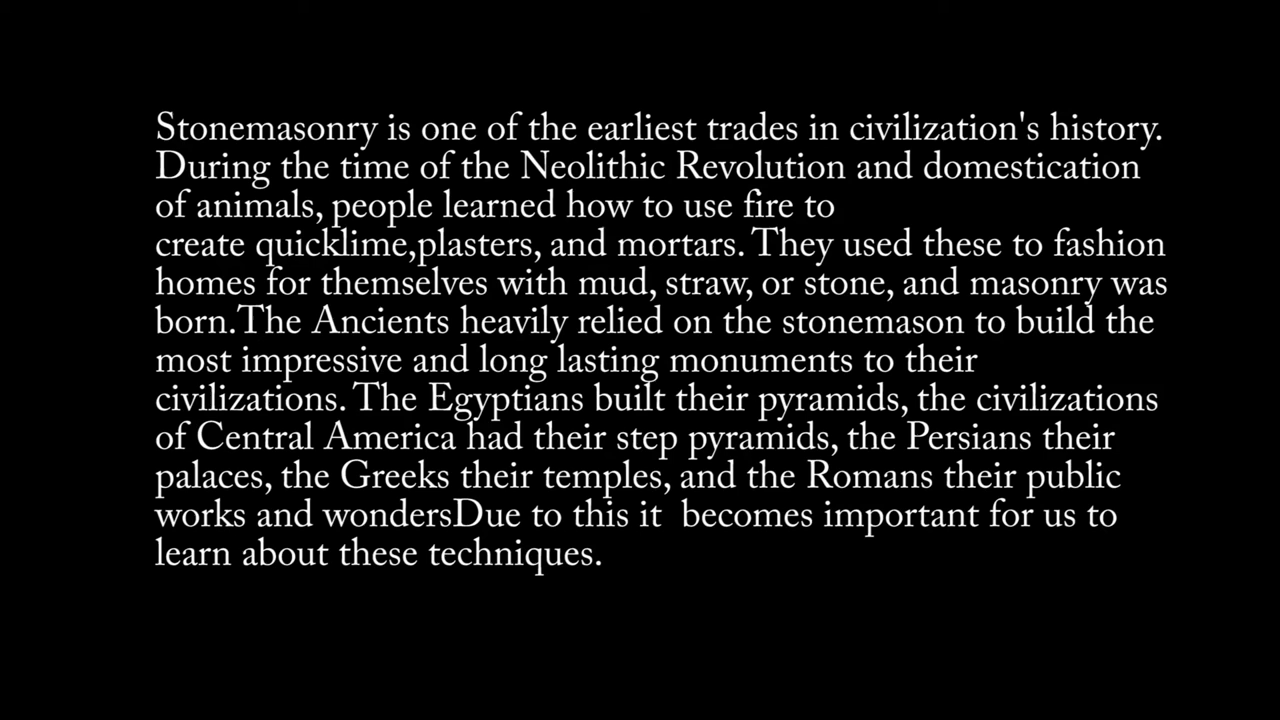 Stonemasonry is one of the earliest trades in civilization's history.
During the time of the Neolithic Revolution and domestication
of animals, people learned how to use fire to
create quicklime,plasters, and mortars. They used these to fashion
homes for themselves with mud, straw, or stone, and masonry was
born.The Ancients heavily relied on the stonemason to build the
most impressive and long lasting monuments to their
civilizations. The Egyptians built their pyramids, the civilizations
of Central America had their step pyramids, the Persians their
palaces, the Greeks their temples, and the Romans their public
works and wondersDue to this it  becomes important for us to
learn about these techniques.